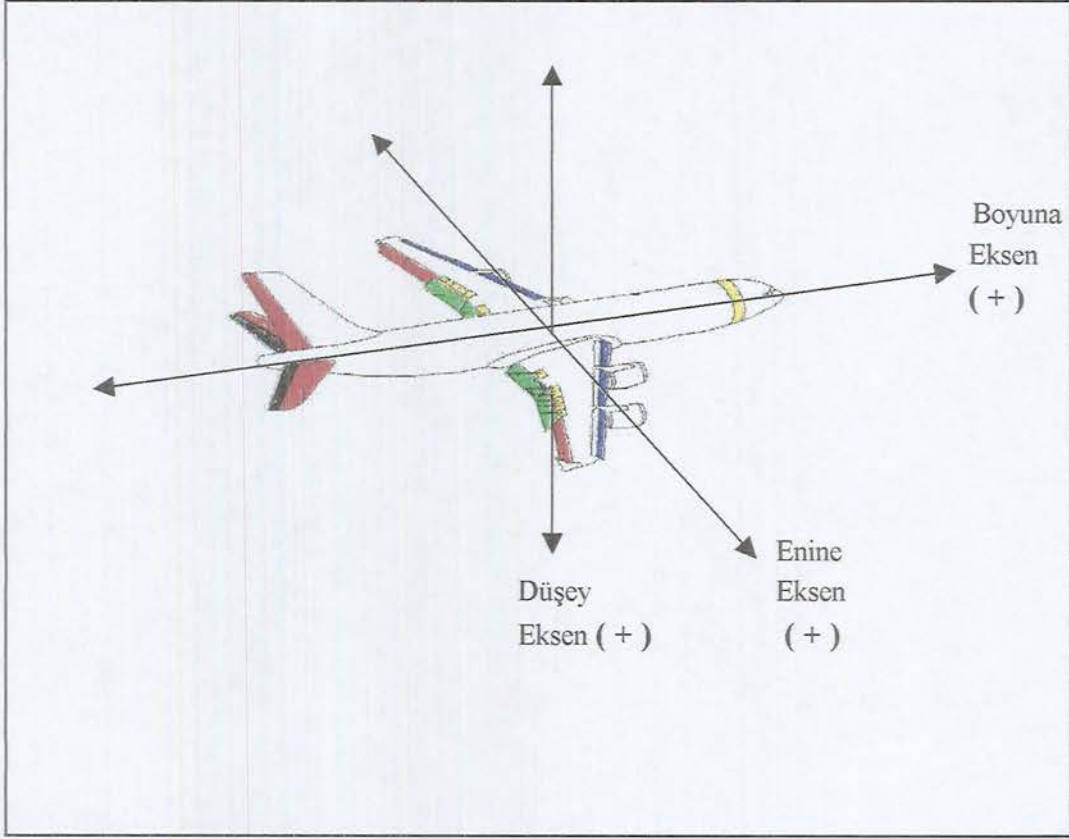 Boyuna
Eksen
( + )
Enine
Eksen
( + )
Düşey
Eksen ( + )